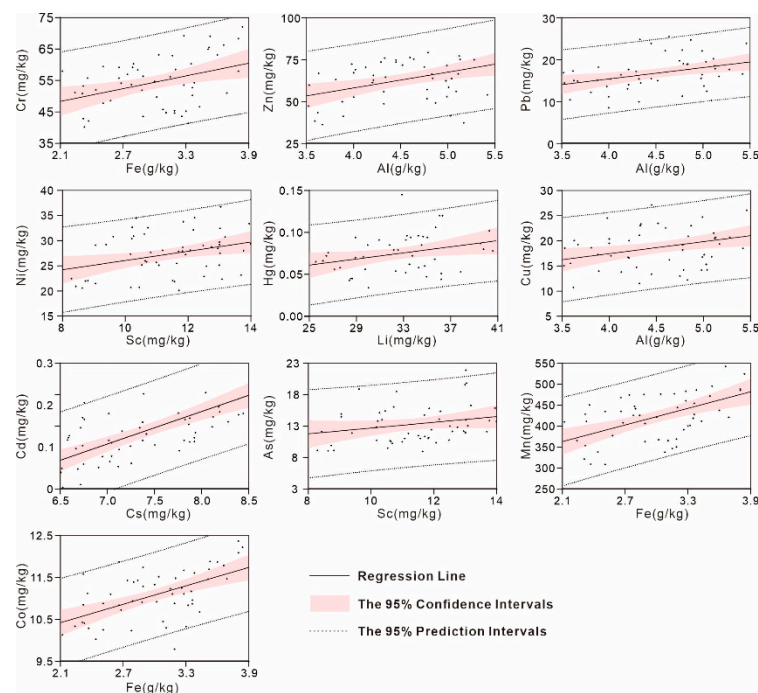 75
65
55
45
35
Cr(mg/kg)
2.1 2.7 3.3 3.9
Fe(g/kg)
100
75
50
25
Zn(mg/kg)
3.5 4.0 4.5 5.0 5.5
Al(g/kg)
30
20
10
0
Pb(mg/kg)
3.5 4.0 4.5 5.0 5.5
Al(g/kg)
40
35
30
25
20
15
Ni(mg/kg)
8 10 12 14
Sc(mg/kg)
0.15
0.10
0.05
0.00
Hg(mg/kg)
25 29 33 37 41
Li(mg/kg)
30
25
20
15
10
5
Cu(mg/kg)
3.5 4.0 4.5 5.0 5.5
Al(g/kg)
0.3
0.2
0.1
0
Cd(mg/kg)
6.5 7.0 7.5 8.0 8.5
Cs(mg/kg)
23
18
13
8
3
As(mg/kg)
8 10 12 14
Sc(mg/kg)
550
500
450
400
350
300
250
Mn(mg/kg)
2.1 2.7 3.3 3.9
Fe(g/kg)
12.5
11.5
10.5
9.5
Co(mg/kg)
2.1 2.7 3.3 3.9
Fe(g/kg)
Regression Line
The 95% Confidence Intervals
The 95% Prediction Intervals